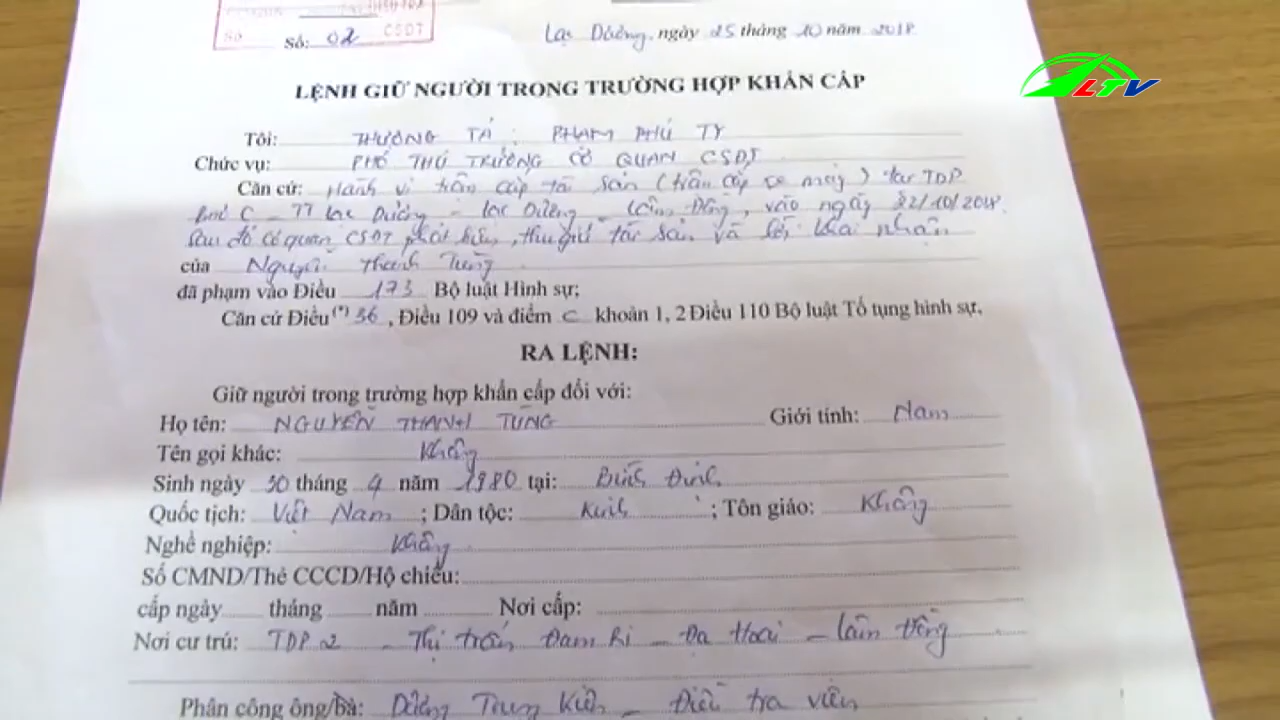 Số: 02 CSDT
Lạc Dương, ngày 25 tháng 10 năm 2018
LỆNH GIỮ NGƯỜI TRONG TRƯỜNG HỢP KHẨN CẤP
LTV
Tôi: THƯỢNG TÁ: PHẠM PHÚ TY
Chức vụ: PHÓ THỦ TRƯỞNG CƠ QUAN CSĐT
Căn cứ: Hành vi trộm cắp tài sản (trộm cắp xe máy) tại TDP
C - TT Lạc Dương - Lạc Dương - Lâm Đồng, vào ngày 22/10/2018.
Sau đó cơ quan CSĐT phát hiện, thu giữ tài sản và lời khai nhận
của Nguyễn Thanh Tùng
đã phạm vào Điều 173 Bộ luật Hình sự;
Căn cứ Điều(*) 36, Điều 109 và điểm c khoản 1, 2 Điều 110 Bộ luật Tố tụng hình sự,
RA LỆNH:
Giữ người trong trường hợp khẩn cấp đối với:
Họ tên: NGUYỄN THANH TÙNG Giới tính: Nam
Tên gọi khác: Không
Sinh ngày 30 tháng 4 năm 1980 tại: Bình Định
Quốc tịch: Việt Nam; Dân tộc: Kinh; Tôn giáo: Không
Nghề nghiệp: Không
Số CMND/Thẻ CCCD/Hộ chiếu:
cấp ngày tháng năm Nơi cấp:
Nơi cư trú: TDP 2 - Thị trấn Đam Ri - Đạ Hoai - Lâm Đồng
Phân công ông/bà: Dương Trung Kiên - Điều tra viên